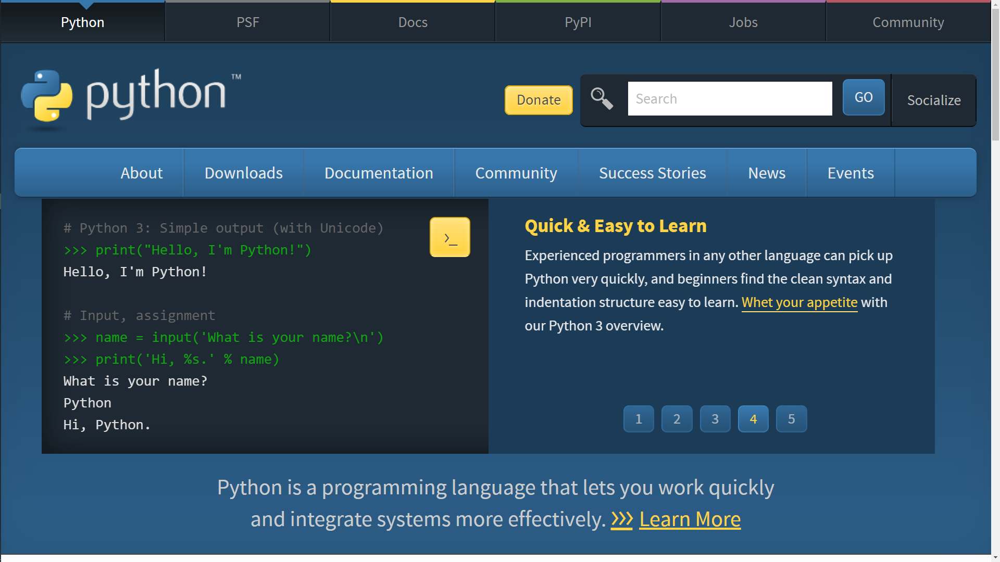 Python PSF Docs PyPI Jobs Community
python™
Donate Search GO Socialize
About Downloads Documentation Community Success Stories News Events
# Python 3: Simple output (with Unicode)
>>> print("Hello, I'm Python!")
Hello, I'm Python!
# Input, assignment
>>> name = input('What is your name?\n')
>>> print('Hi, %s.' % name)
What is your name?
Python
Hi, Python.
>_
Quick & Easy to Learn
Experienced programmers in any other language can pick up
Python very quickly, and beginners find the clean syntax and
indentation structure easy to learn. Whet your appetite with
our Python 3 overview.
1 2 3 4 5
Python is a programming language that lets you work quickly
and integrate systems more effectively. >>> Learn More